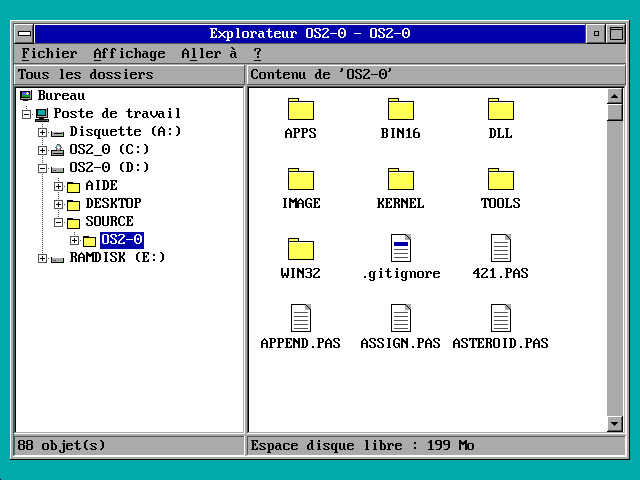 Explorateur OS2-0 - OS2-0
Fichier Affichage Aller à ?
Tous les dossiers
Contenu de 'OS2-0'
Bureau
Poste de travail
Disquette (A:)
OS2_0 (C:)
OS2-0 (D:)
AIDE
DESKTOP
SOURCE
OS2-0
RAMDISK (E:)
APPS BIN16 DLL
IMAGE KERNEL TOOLS
WIN32 .gitignore 421.PAS
APPEND.PAS ASSIGN.PAS ASTEROID.PAS
88 objet(s)
Espace disque libre : 199 Mo